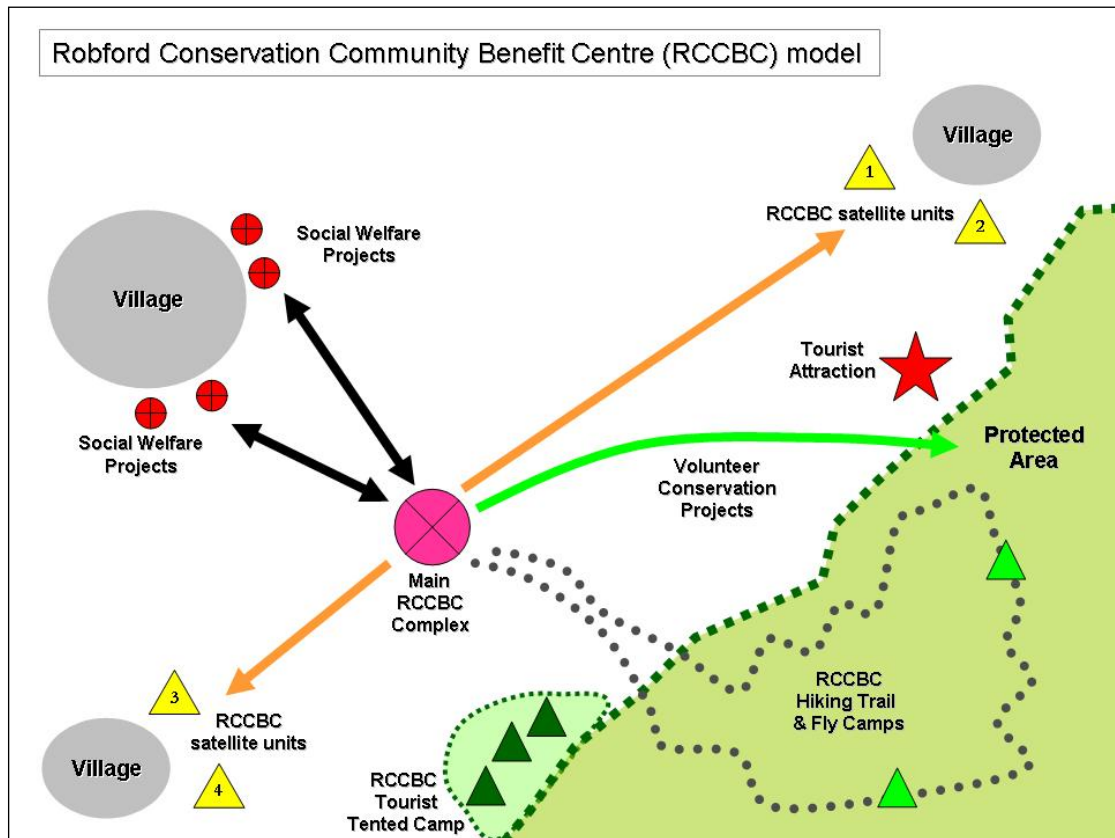 Robford Conservation Community Benefit Centre (RCCBC) model
Village
1
RCCBC satellite units
2
Social Welfare
Projects
Village
Tourist
Attraction
Social Welfare
Projects
Protected
Area
Volunteer
Conservation
Projects
Main
RCCBC
Complex
RCCBC
Hiking Trail
& Fly Camps
3
RCCBC
satellite units
Village
4
RCCBC
Tourist
Tented Camp